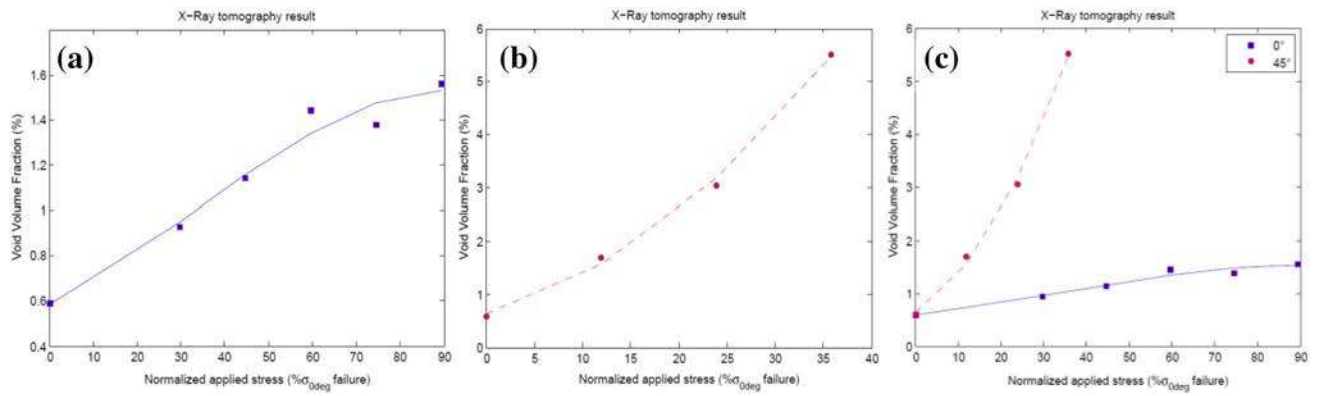 X-Ray tomography result
(a)
Void Volume Fraction (%)
1.6
1.4
1.2
1
0.8
0.6
0.4
0 10 20 30 40 50 60 70 80 90
Normalized applied stress (%σ0deg failure)
X-Ray tomography result
(b)
Void Volume Fraction (%)
6
5
4
3
2
1
0
0 5 10 15 20 25 30 35 40
Normalized applied stress (%σ0deg failure)
X-Ray tomography result
(c)
0°
45°
Void Volume Fraction (%)
6
5
4
3
2
1
0
0 10 20 30 40 50 60 70 80 90
Normalized applied stress (%σ0deg failure)